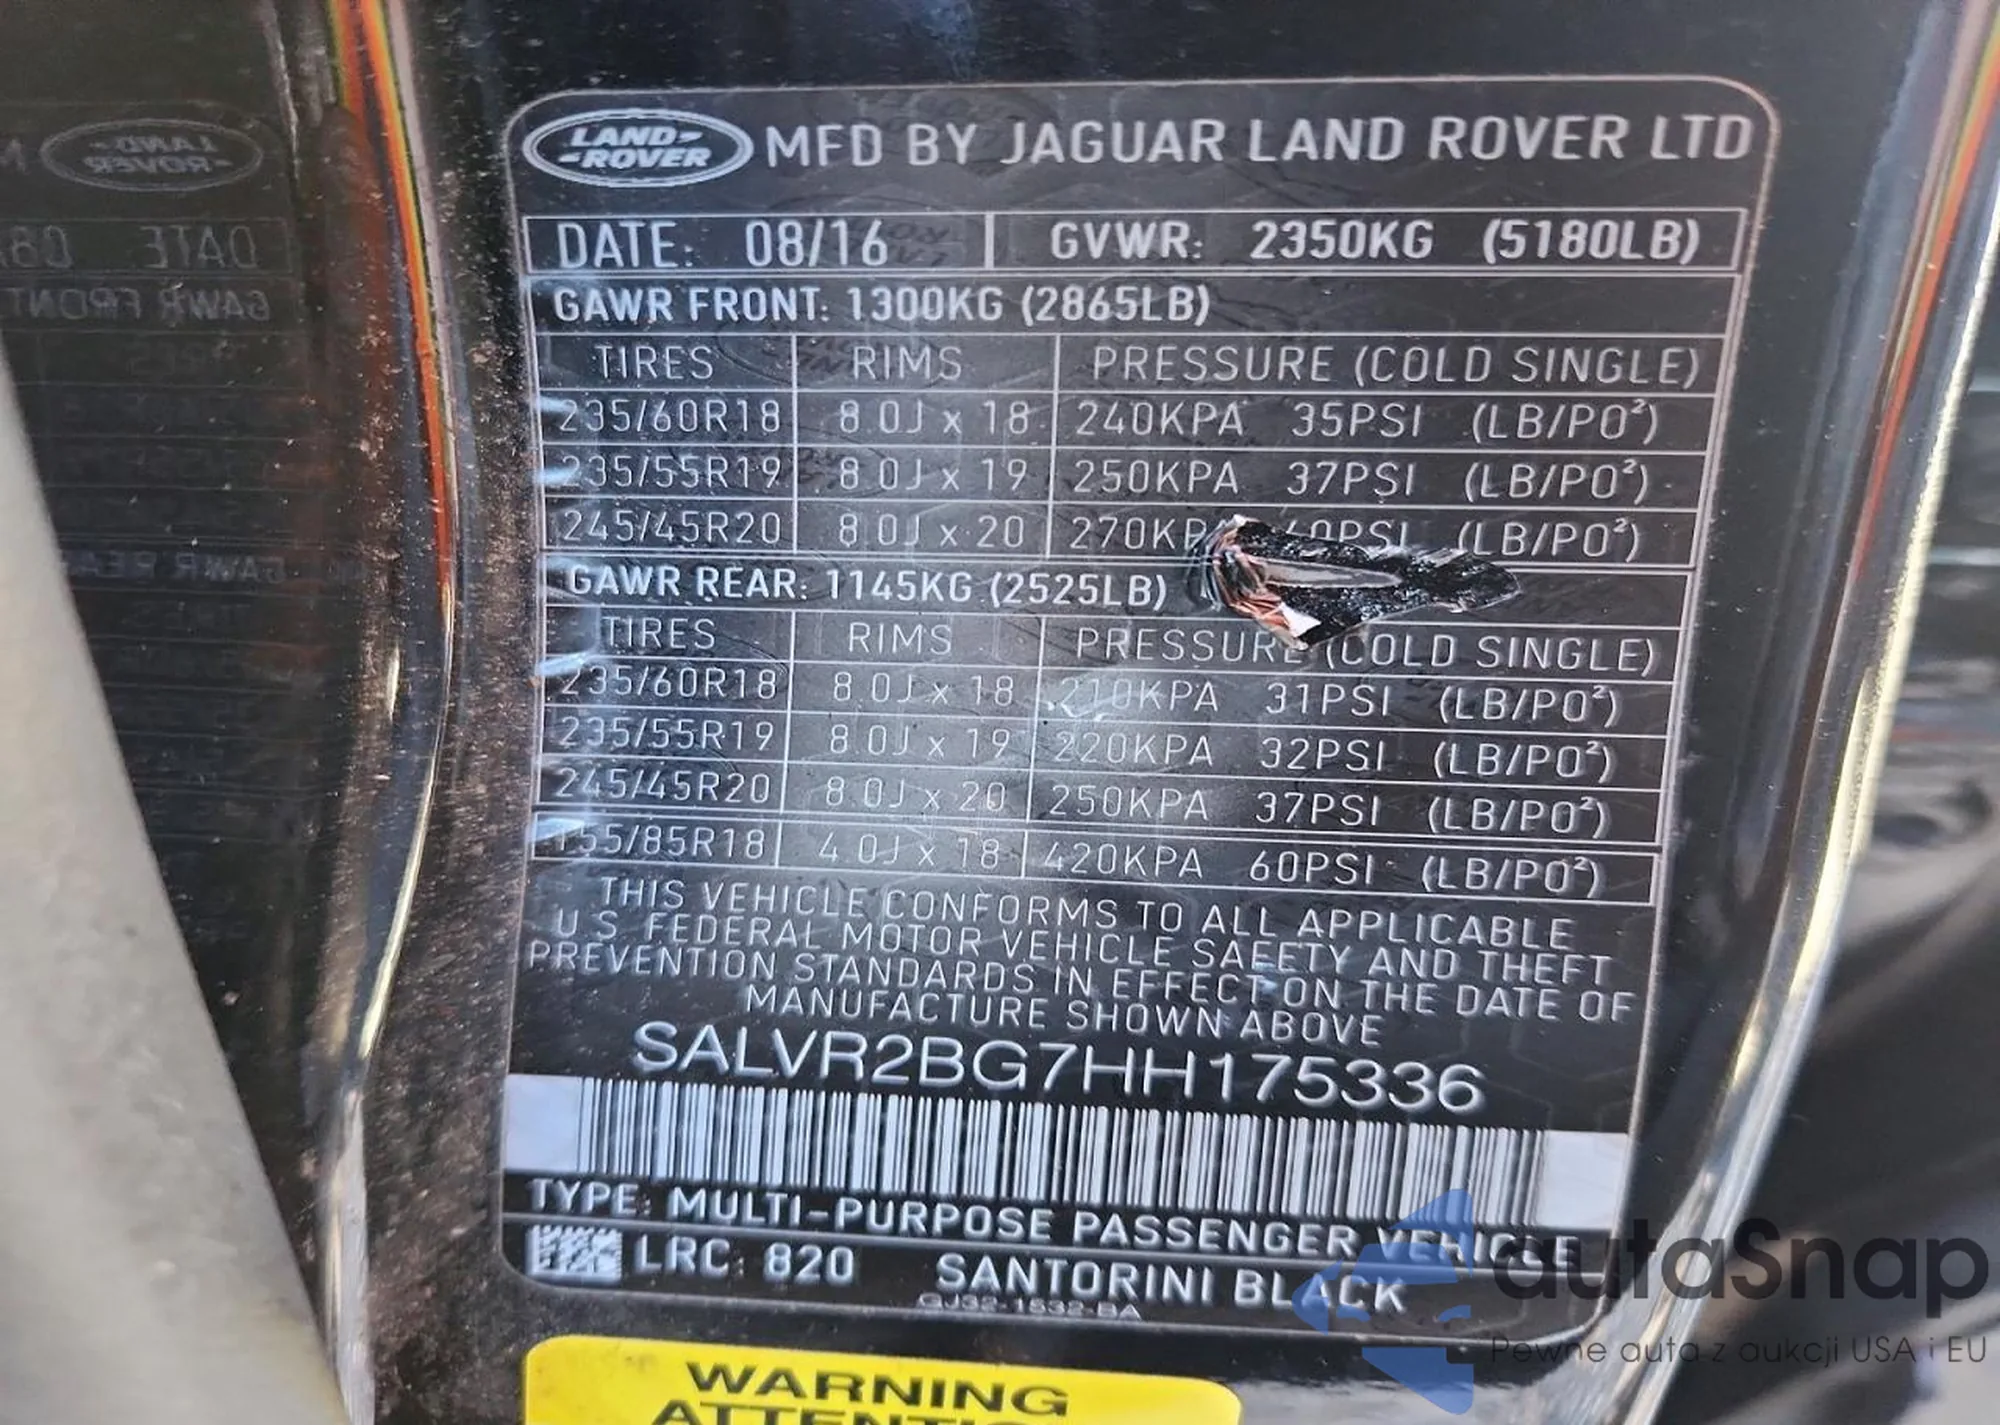 LAND-
-ROVER
MFD BY JAGUAR LAND ROVER LTD
DATE: 08/16 GVWR: 2350KG (5180LB)
GAWR FRONT: 1300KG (2865LB)
TIRES RIMS PRESSURE (COLD SINGLE)
235/60R18 8.0J x 18 240KPA 35PSI (LB/PO²)
235/55R19 8.0J x 19 250KPA 37PSI (LB/PO²)
245/45R20 8.0J x 20 (LB/PO²)
GAWR REAR: 1145KG (2525LB)
TIRES RIMS PRESSURE (COLD SINGLE)
235/60R18 8.0J x 18 210KPA 31PSI (LB/PO²)
235/55R19 8.0J x 19 220KPA 32PSI (LB/PO²)
245/45R20 8.0J x 20 250KPA 37PSI (LB/PO²)
155/85R18 4.0J x 18 420KPA 60PSI (LB/PO²)
THIS VEHICLE CONFORMS TO ALL APPLICABLE
U.S. FEDERAL MOTOR VEHICLE SAFETY AND THEFT
PREVENTION STANDARDS IN EFFECT ON THE DATE OF
MANUFACTURE SHOWN ABOVE
SALVR2BG7HH175336
TYPE: MULTI-PURPOSE PASSENGER VEHICLE
LRC: 820 SANTORINI BLACK
GJ32-1532-BA
WARNING
autaSnap
Pewne auta z aukcji USA i EU